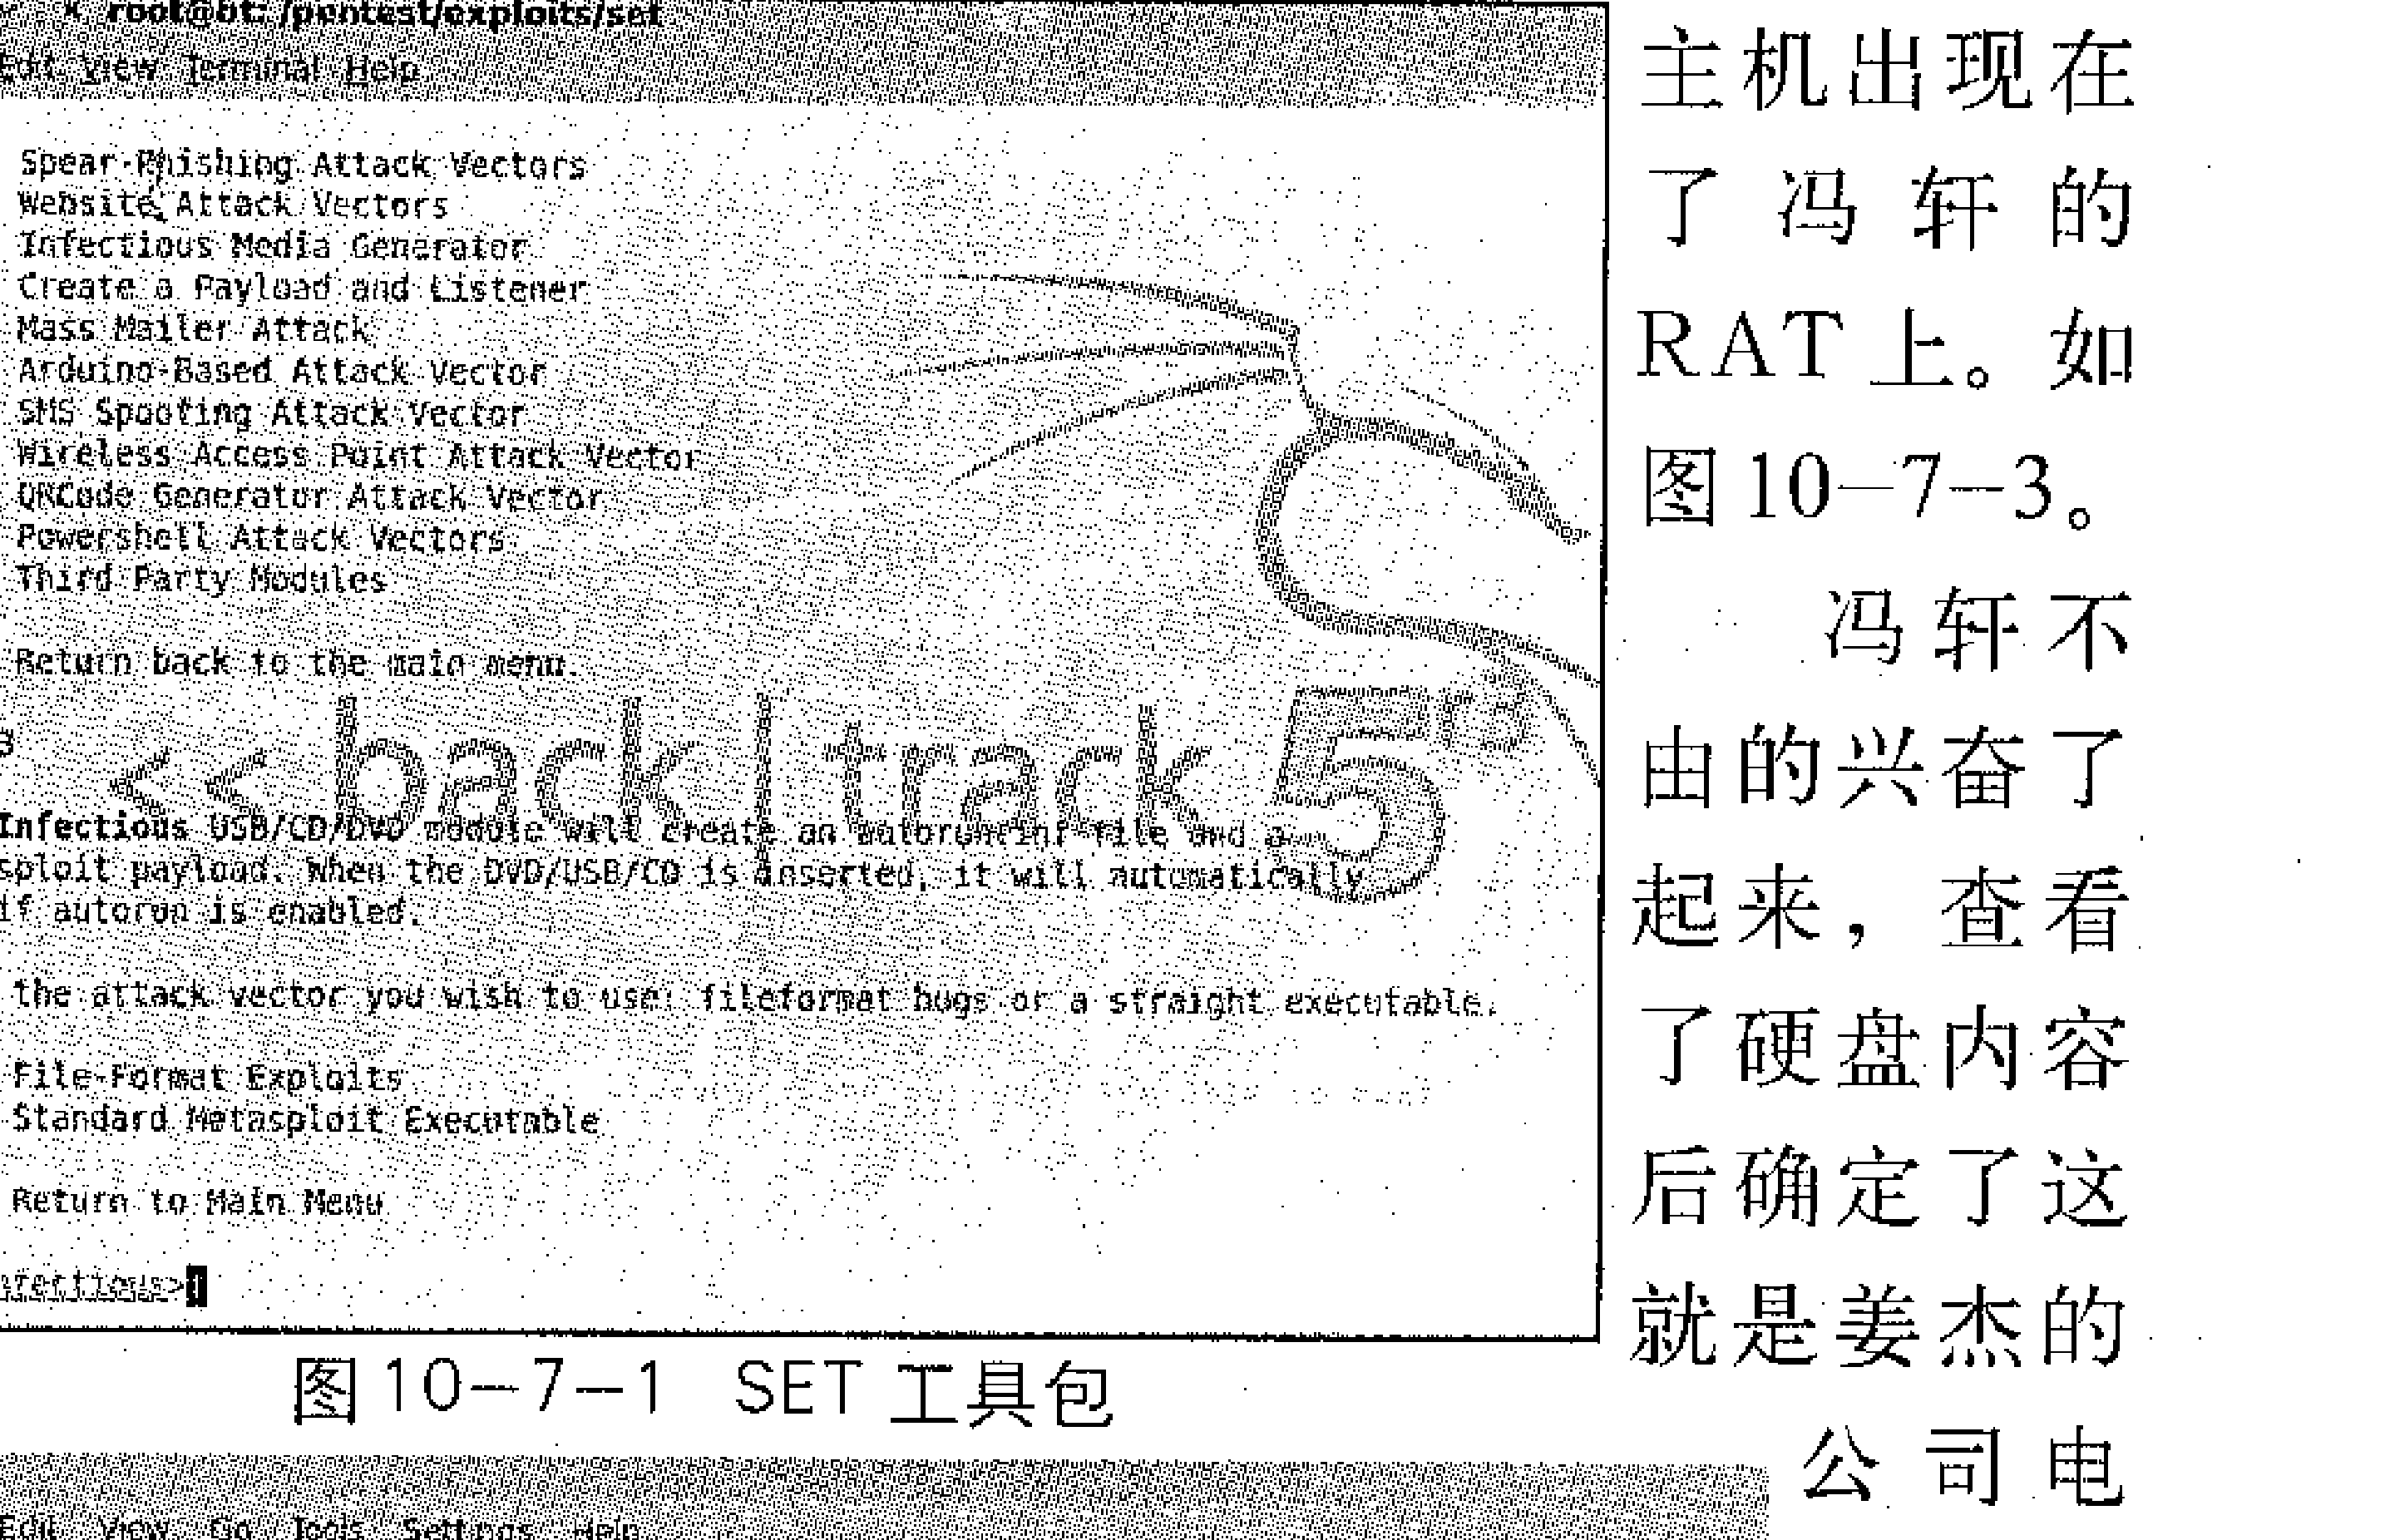 root@bt: /pentest/exploits/set
Edit View Terminal Help
Spear-Phishing Attack Vectors
Website Attack Vectors
Infectious Media Generator
Create a Payload and Listener
Mass Mailer Attack
Arduino-Based Attack Vector
SMS Spoofing Attack Vector
Wireless Access Point Attack Vector
QRCode Generator Attack Vector
Powershell Attack Vectors
Third Party Modules
Return back to the main menu.
3
<< back | track 5
Infectious USB/CD/DVD module will create an autorun.inf file and a
sploit payload. When the DVD/USB/CD is inserted, it will automatically
if autorun is enabled.
the attack vector you wish to use: fileformat bugs or a straight executable.
File-Format Exploits
Standard Metasploit Executable
Return to Main Menu
fectious>
图10-7-1 SET 工具包
Edit View Go Tools Settings Help
主机出现在
了冯轩的
RAT上。如
图10-7-3。
冯轩不
由的兴奋了
起来，查看
了硬盘内容
后确定了这
就是姜杰的
公司电